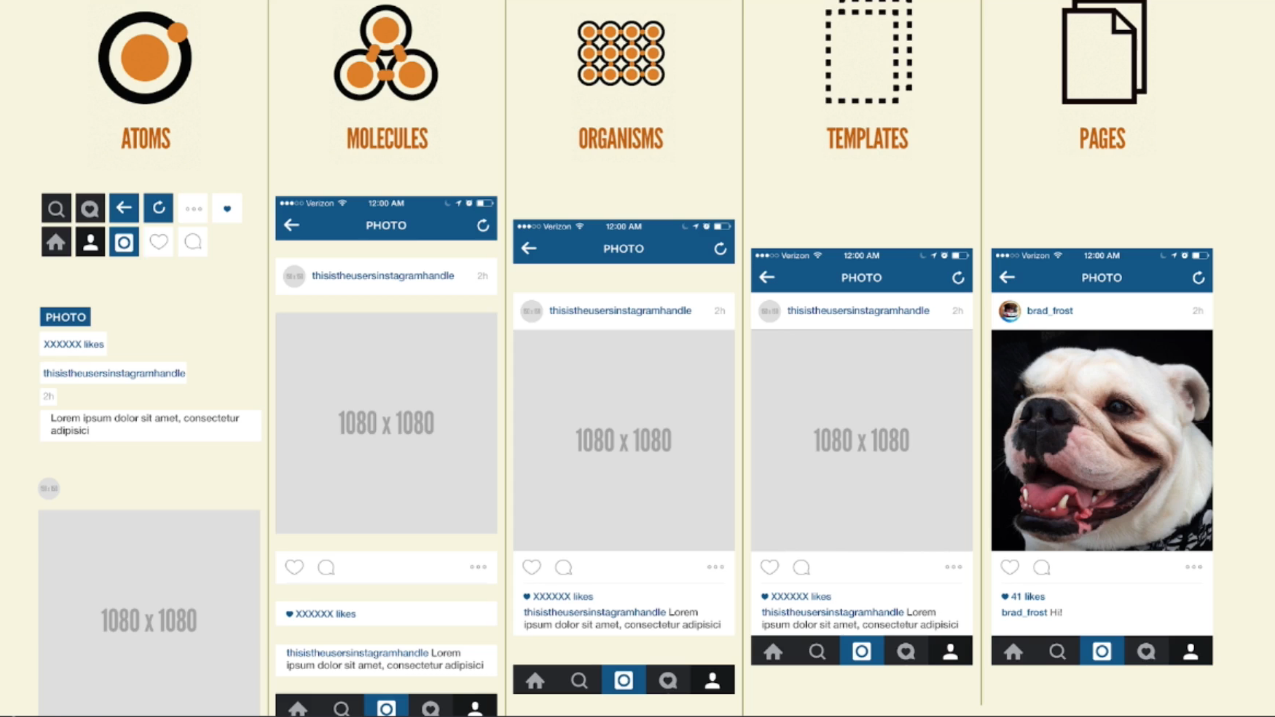 ATOMS
PHOTO
XXXXXX likes
thisistheusersinstagramhandle
2h
Lorem ipsum dolor sit amet, consectetur
adipisici
1080 x 1080
MOLECULES
Verizon 12:00 AM
PHOTO
thisistheusersinstagramhandle 2h
1080 x 1080
XXXXXX likes
thisistheusersinstagramhandle Lorem
ipsum dolor sit amet, consectetur adipisici
ORGANISMS
Verizon 12:00 AM
PHOTO
thisistheusersinstagramhandle 2h
1080 x 1080
XXXXXX likes
thisistheusersinstagramhandle Lorem
ipsum dolor sit amet, consectetur adipisici
TEMPLATES
Verizon 12:00 AM
PHOTO
thisistheusersinstagramhandle 2h
1080 x 1080
XXXXXX likes
thisistheusersinstagramhandle Lorem
ipsum dolor sit amet, consectetur adipisici
PAGES
Verizon 12:00 AM
PHOTO
brad_frost 2h
41 likes
brad_frost Hi!